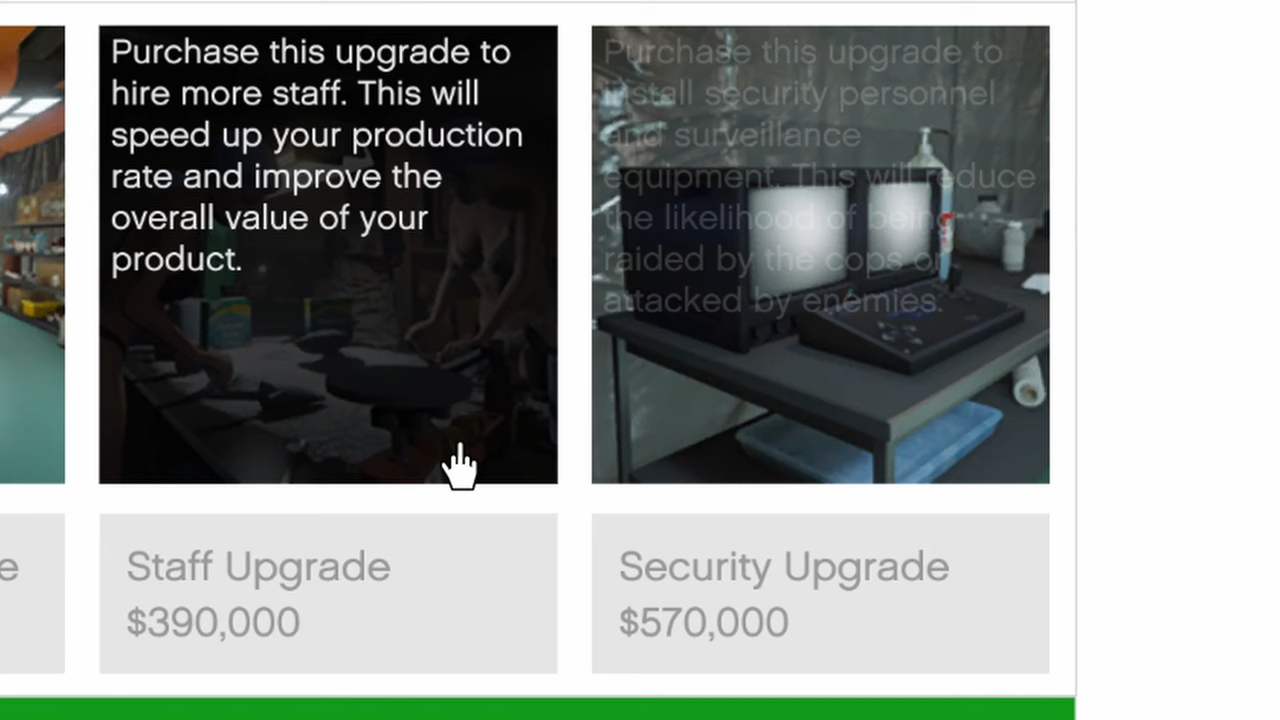 Purchase this upgrade to
hire more staff. This will
speed up your production
rate and improve the
overall value of your
product.
Purchase this upgrade to
install security personnel
and surveillance
equipment. This will reduce
the likelihood of being
raided by the cops or
attacked by enemies.
e
Staff Upgrade
$390,000
Security Upgrade
$570,000